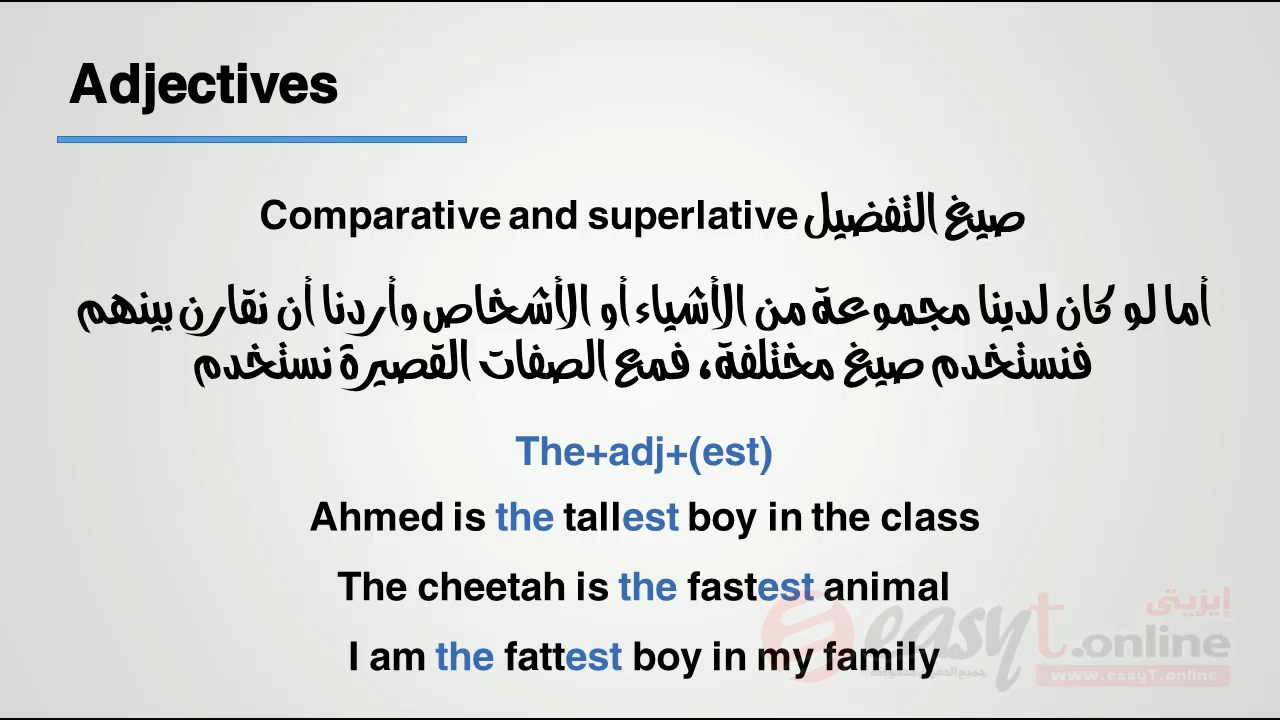 Adjectives
Comparative and superlative صيغ التفضيل
أما لو كان لدينا مجموعة من الأشياء أو الأشخاص وأردنا أن نقارن بينهم
فنستخدم صيغ مختلفة، فمع الصفات القصيرة نستخدم
The+adj+(est)
Ahmed is the tallest boy in the class
The cheetah is the fastest animal
I am the fattest boy in my family
إيزيتي
easyt.online
www.easyT.online